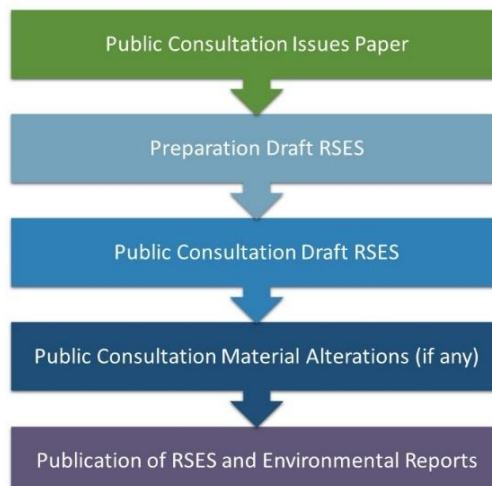 Public Consultation Issues Paper
Preparation Draft RSES
Public Consultation Draft RSES
Public Consultation Material Alterations (if any)
Publication of RSES and Environmental Reports